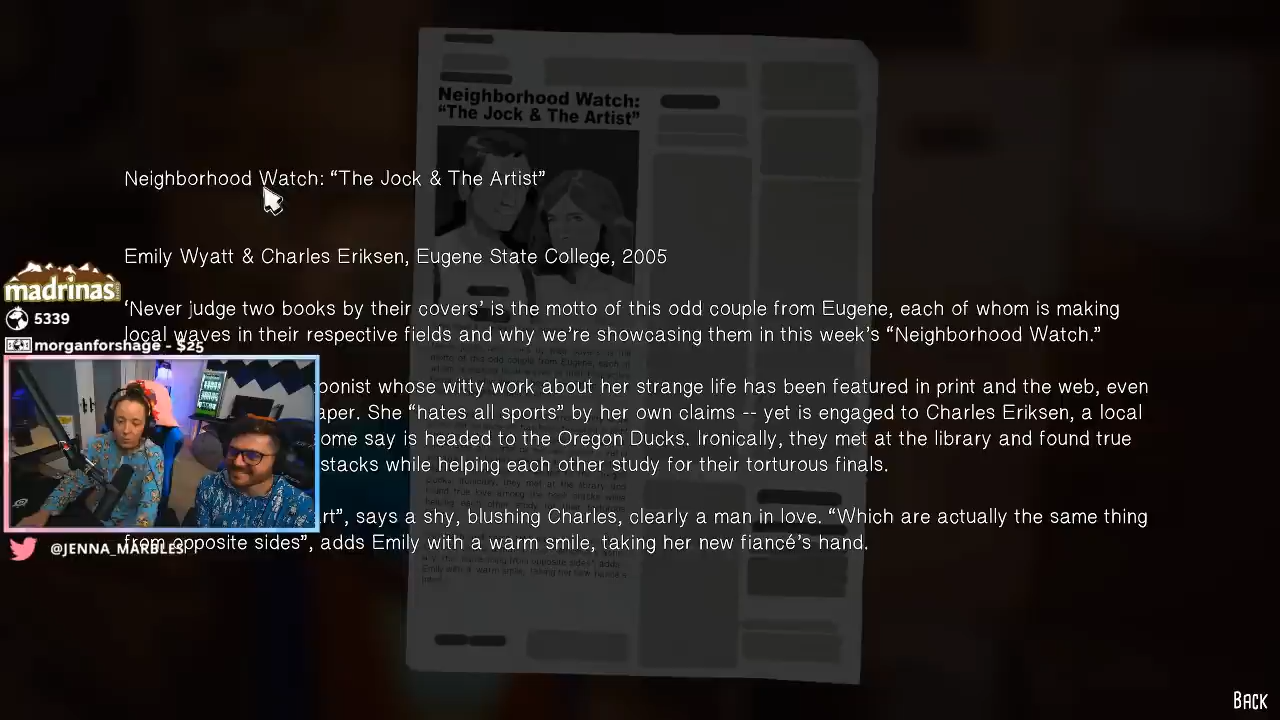 Neighborhood Watch:
"The Jock & The Artist"
Neighborhood Watch: "The Jock & The Artist"
Emily Wyatt & Charles Eriksen, Eugene State College, 2005
'Never judge two books by their covers' is the motto of this odd couple from Eugene, each of whom is making
local waves in their respective fields and why we're showcasing them in this week's "Neighborhood Watch."
onist whose witty work about her strange life has been featured in print and the web, even
aper. She "hates all sports" by her own claims -- yet is engaged to Charles Eriksen, a local
ome say is headed to the Oregon Ducks. Ironically, they met at the library and found true
stacks while helping each other study for their torturous finals.
art", says a shy, blushing Charles, clearly a man in love. "Which are actually the same thing
from opposite sides", adds Emily with a warm smile, taking her new fiancé's hand.
madrinas
5339
morganforshage - $25
@JENNA_MARBLES
Back